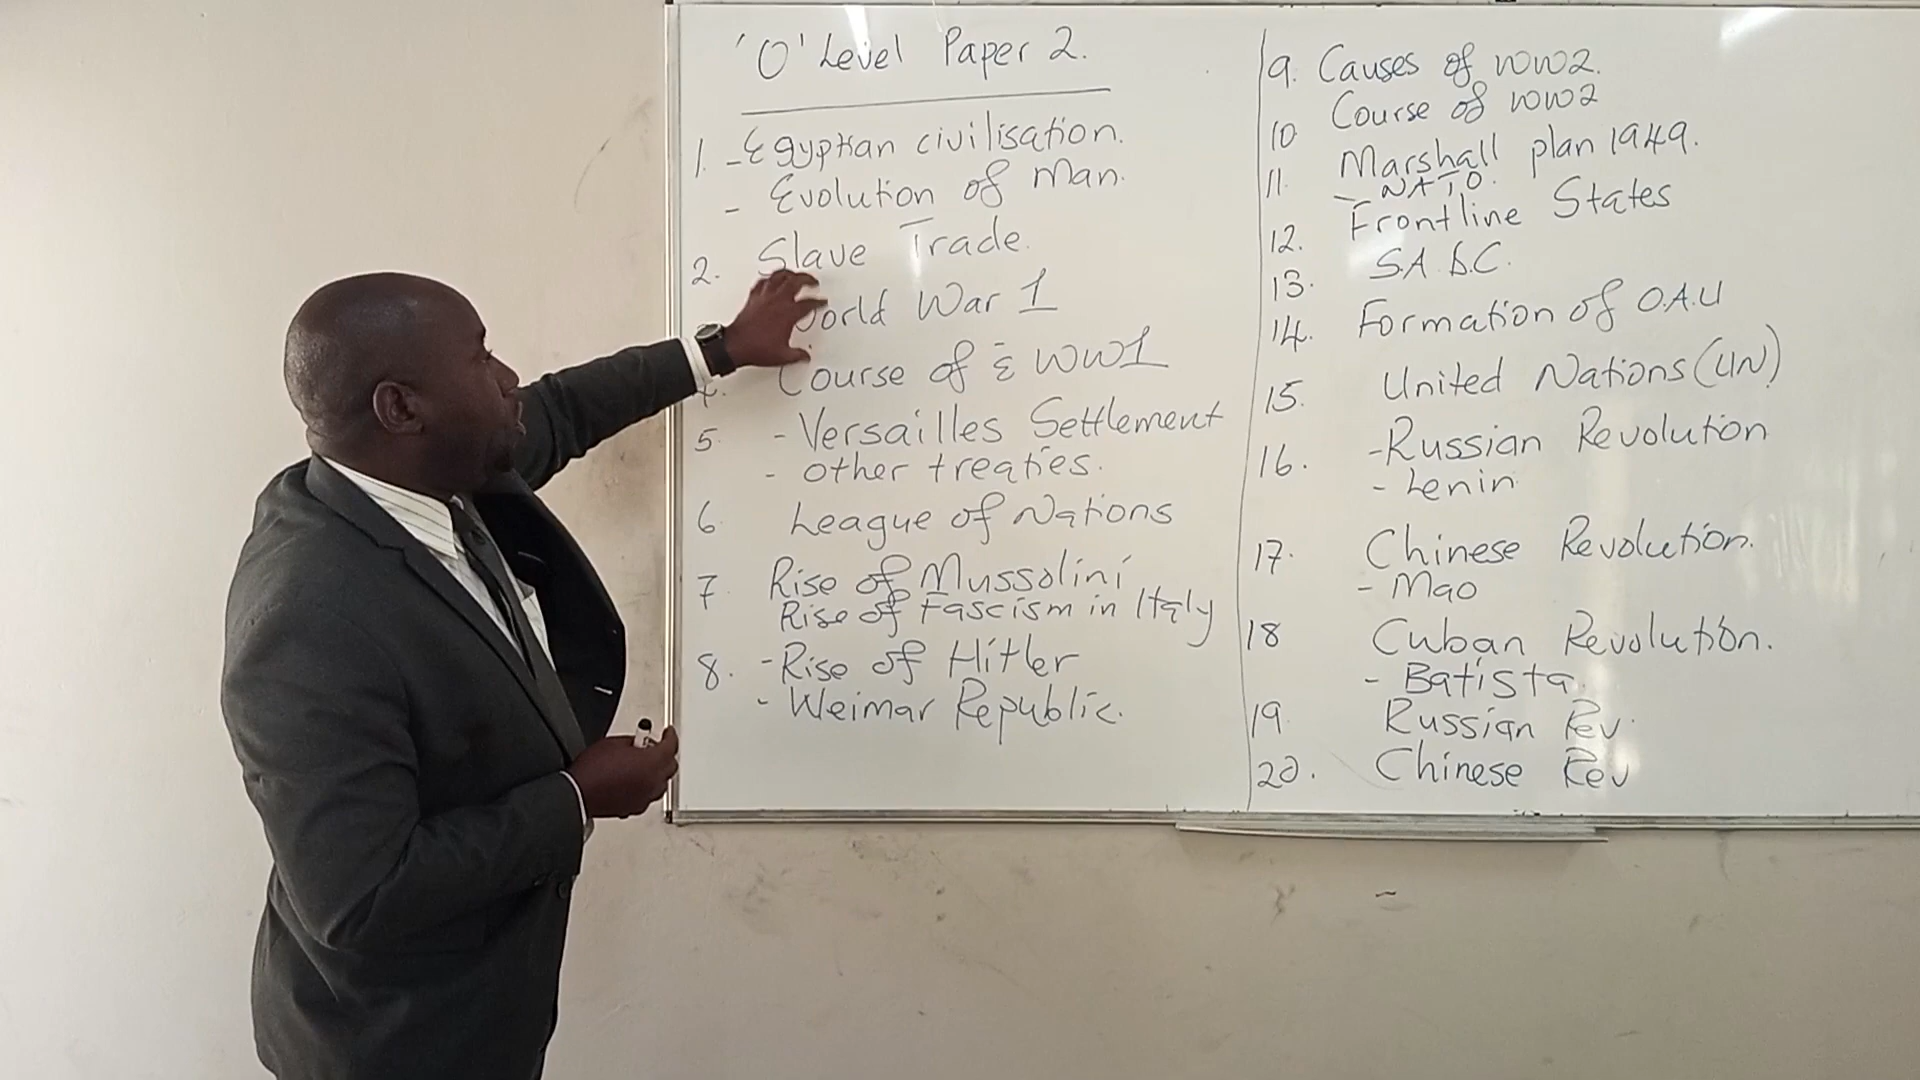 'O' Level Paper 2.
1. - Egyptian civilisation.
- Evolution of Man.
2. Slave Trade.
World War 1
4. Course of ē WW1
5. - Versailles Settlement
- other treaties.
6 League of Nations
7 Rise of Mussolini
Rise of Fascism in Italy
8. - Rise of Hitler
- Weimar Republic.
9. Causes of WW2.
10 Course of WW2
11. Marshall plan 1949.
- NATO.
12. Frontline States
13. S.A.D.C.
14. Formation of O.A.U
15. United Nations (UN)
16. - Russian Revolution
- Lenin
17. Chinese Revolution.
- Mao
18 Cuban Revolution.
- Batista.
19. Russian Rev.
20. Chinese Rev